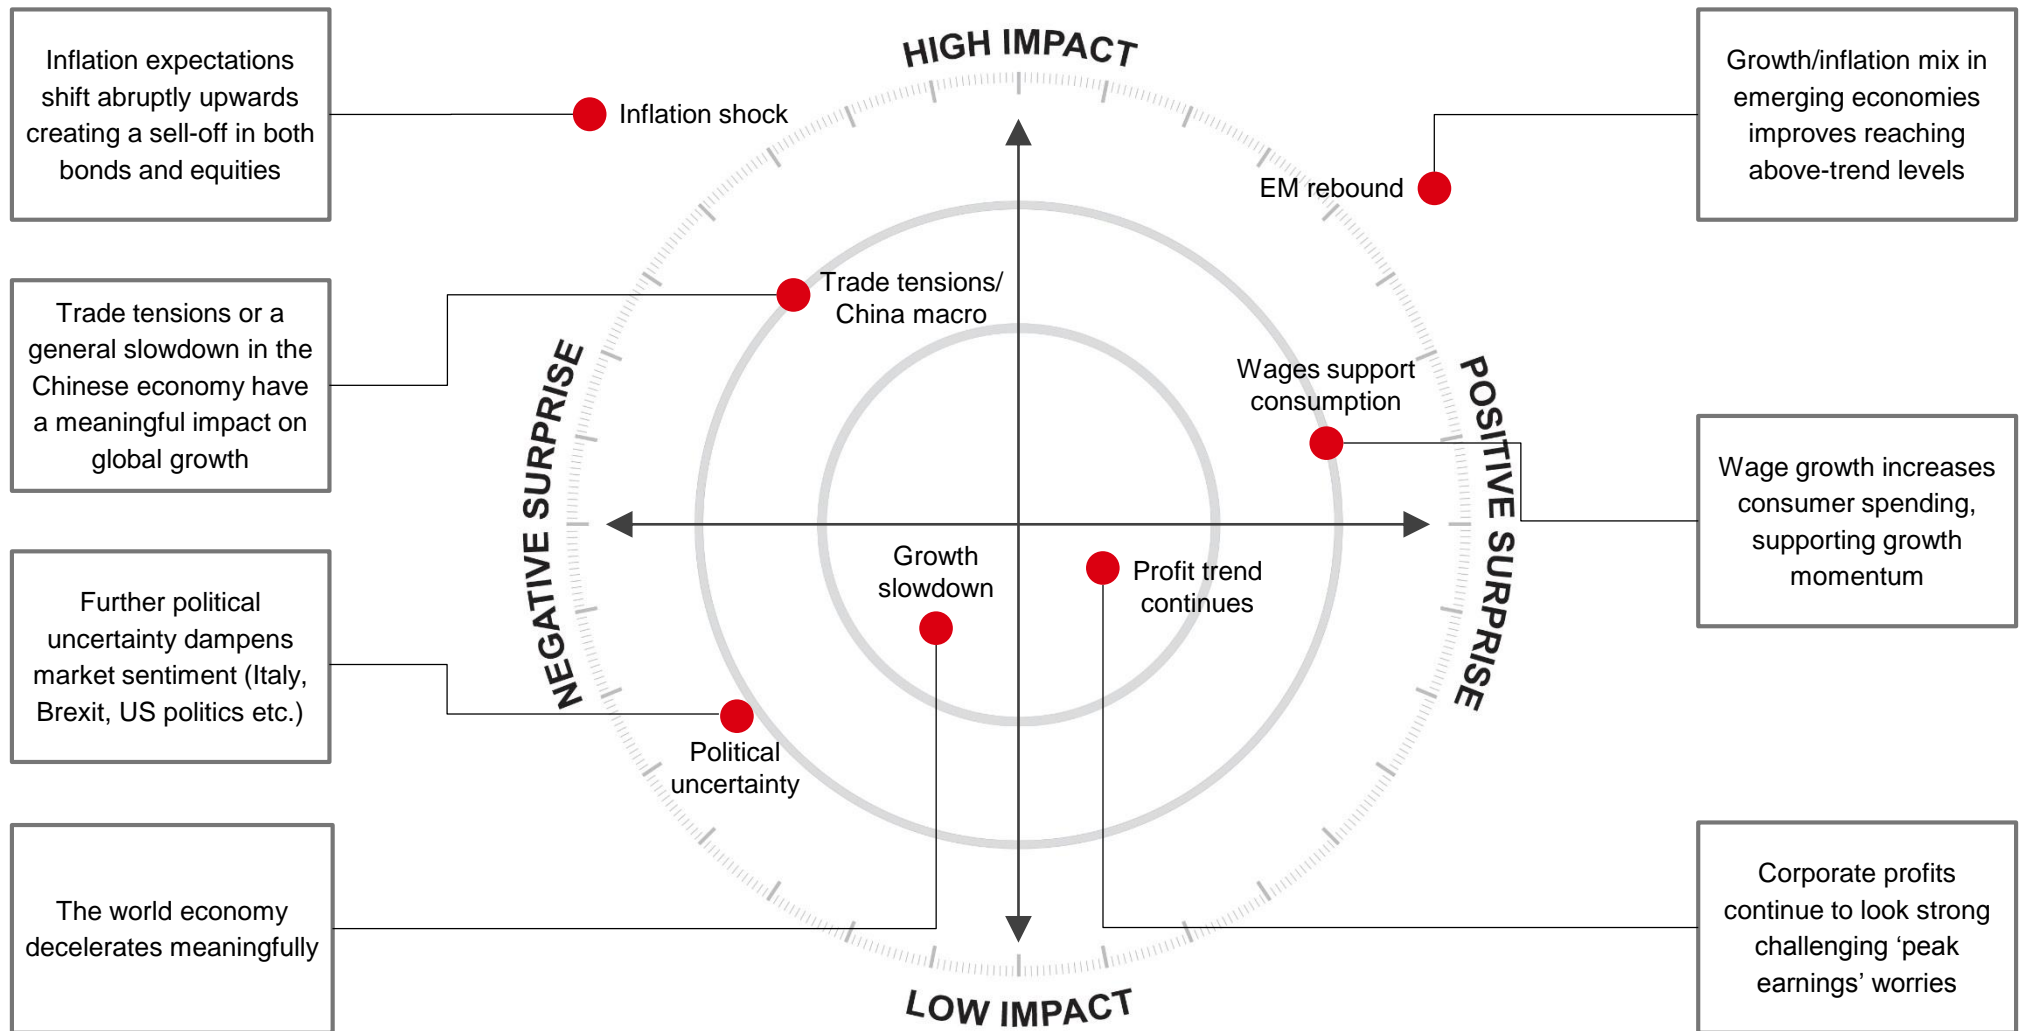 HIGH IMPACT
Inflation expectations
shift abruptly upwards
creating a sell-off in both
bonds and equities
Inflation shock
Growth/inflation mix in
emerging economies
improves reaching
above-trend levels
EM rebound
Trade tensions or a
general slowdown in the
Chinese economy have
a meaningful impact on
global growth
Trade tensions/
China macro
Wages support
consumption
NEGATIVE SURPRISE
POSITIVE SURPRISE
Wage growth increases
consumer spending,
supporting growth
momentum
Further political
uncertainty dampens
market sentiment (Italy,
Brexit, US politics etc.)
Growth
slowdown
Profit trend
continues
Political
uncertainty
The world economy
decelerates meaningfully
Corporate profits
continue to look strong
challenging ‘peak
earnings’ worries
LOW IMPACT